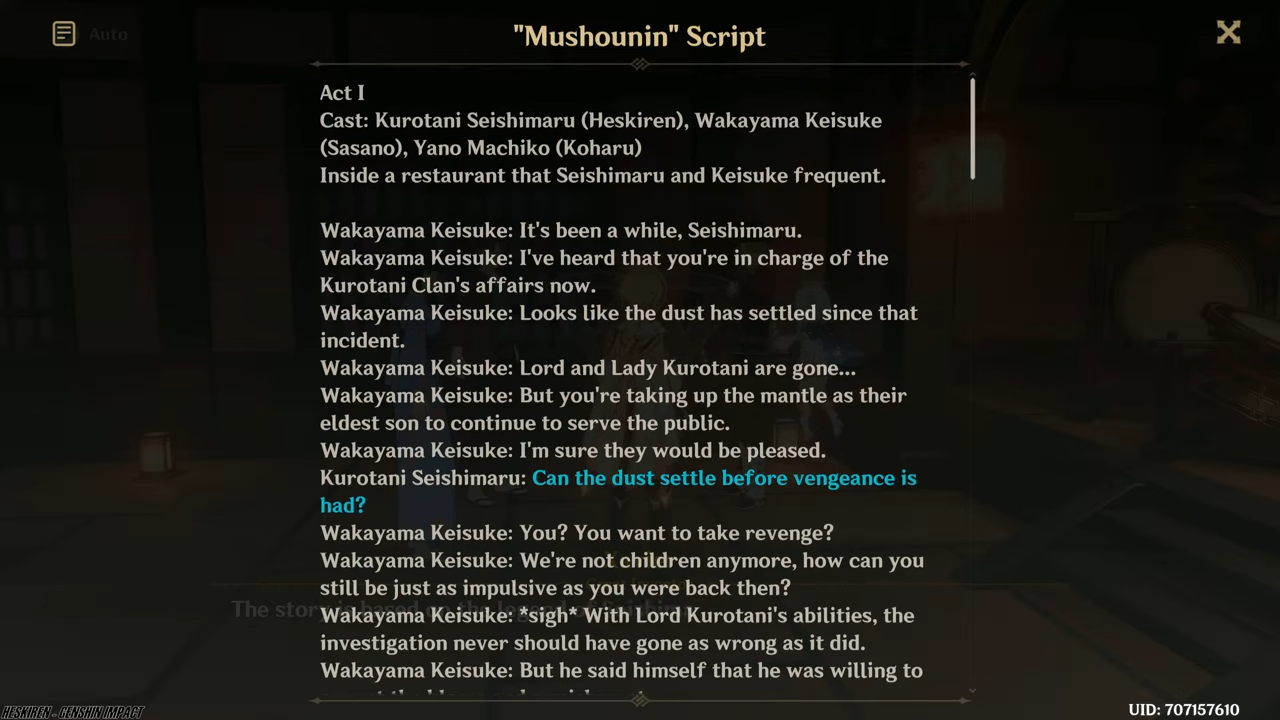 Auto
"Mushounin" Script
Act I
Cast: Kurotani Seishimaru (Heskiren), Wakayama Keisuke
(Sasano), Yano Machiko (Koharu)
Inside a restaurant that Seishimaru and Keisuke frequent.
Wakayama Keisuke: It's been a while, Seishimaru.
Wakayama Keisuke: I've heard that you're in charge of the
Kurotani Clan's affairs now.
Wakayama Keisuke: Looks like the dust has settled since that
incident.
Wakayama Keisuke: Lord and Lady Kurotani are gone...
Wakayama Keisuke: But you're taking up the mantle as their
eldest son to continue to serve the public.
Wakayama Keisuke: I'm sure they would be pleased.
Kurotani Seishimaru: Can the dust settle before vengeance is
had?
Wakayama Keisuke: You? You want to take revenge?
Wakayama Keisuke: We're not children anymore, how can you
still be just as impulsive as you were back then?
The story is based on the legend of
Wakayama Keisuke: *sigh* With Lord Kurotani's abilities, the
investigation never should have gone as wrong as it did.
Wakayama Keisuke: But he said himself that he was willing to
HESKIREN - GENSHIN IMPACT
UID: 707157610